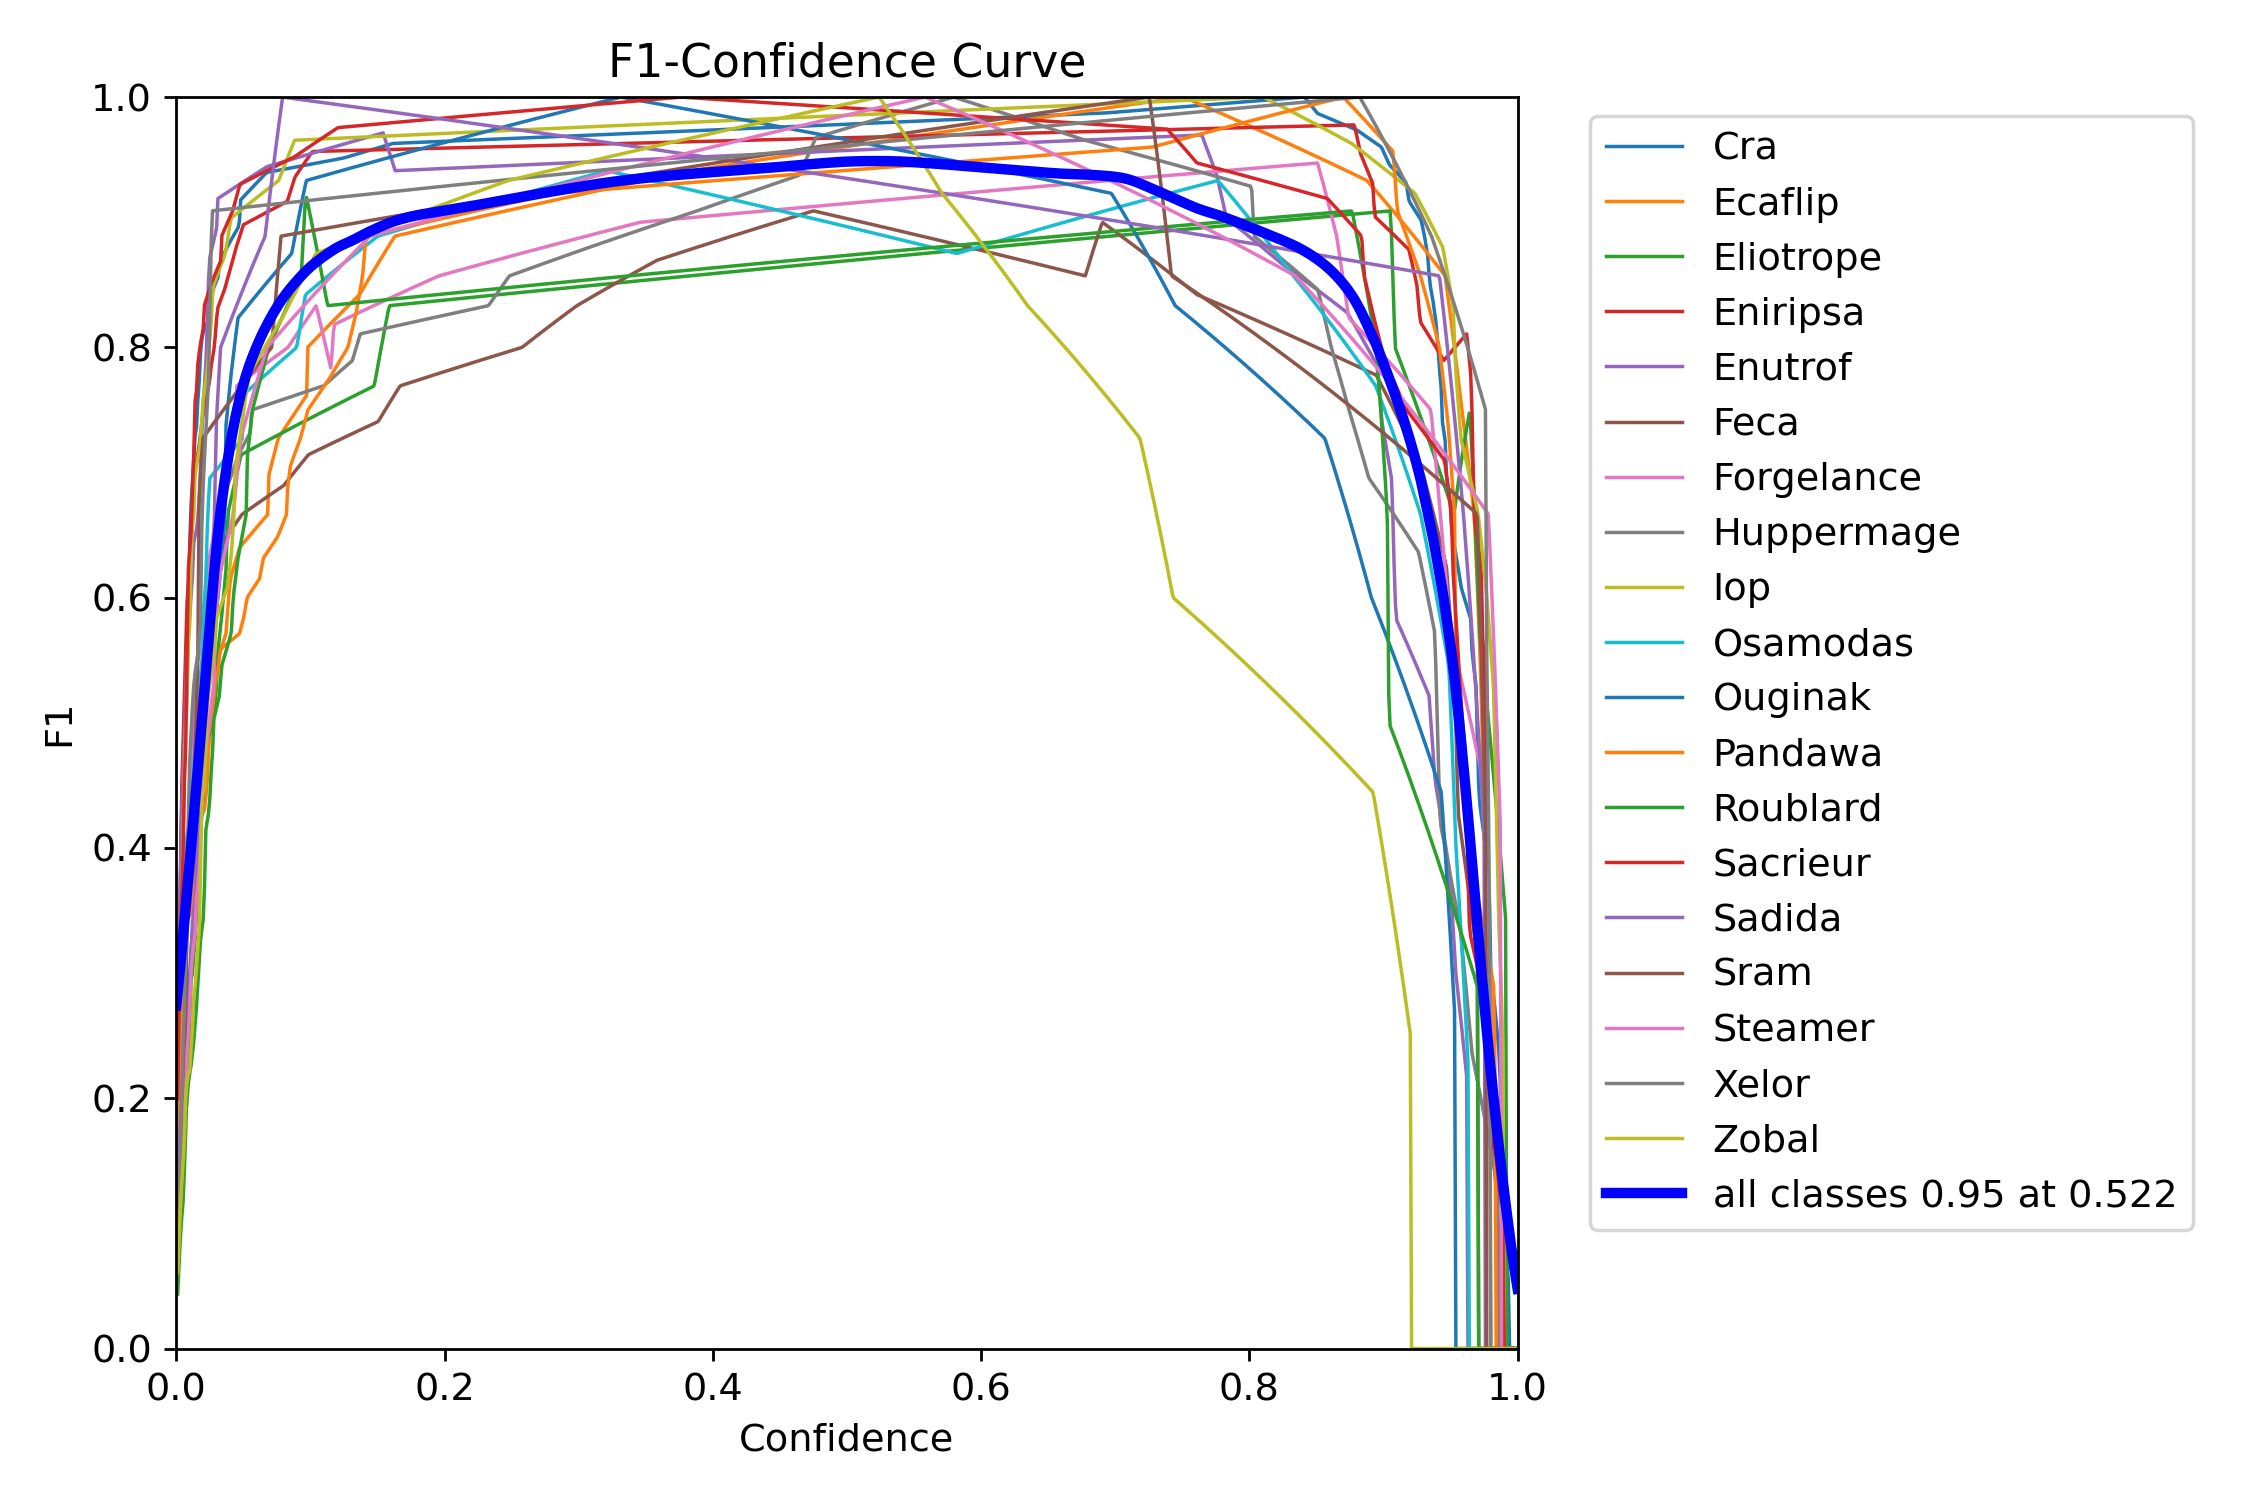 F1-Confidence Curve
1.0
0.8
0.6
0.4
0.2
0.0
F1
0.0 0.2 0.4 0.6 0.8 1.0
Confidence
Cra
Ecaflip
Eliotrope
Eniripsa
Enutrof
Feca
Forgelance
Huppermage
Iop
Osamodas
Ouginak
Pandawa
Roublard
Sacrieur
Sadida
Sram
Steamer
Xelor
Zobal
all classes 0.95 at 0.522